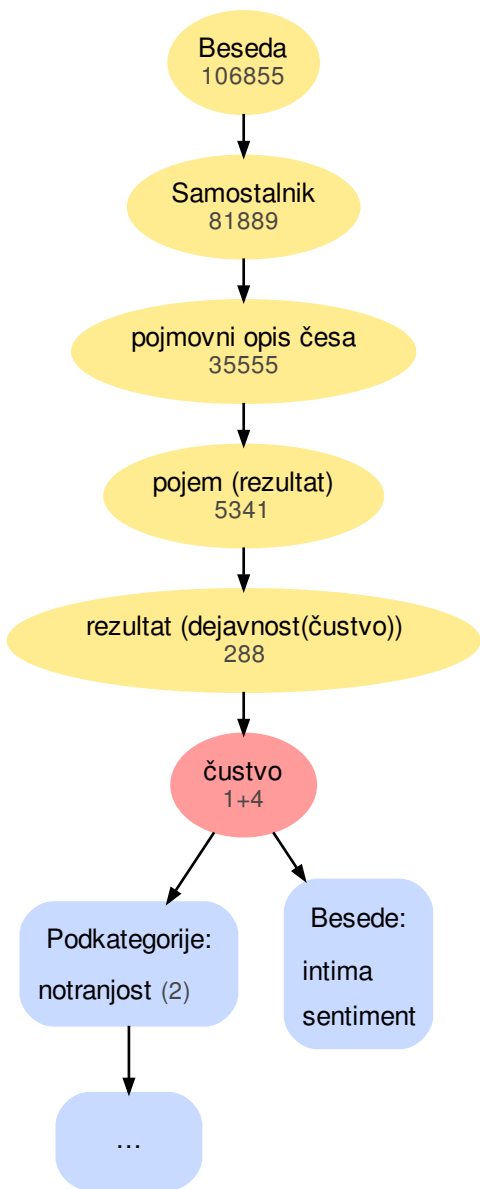 Beseda
106855
Samostalnik
81889
pojmovni opis česa
35555
pojem (rezultat)
5341
rezultat (dejavnost(čustvo))
288
čustvo
1+4
Podkategorije:
notranjost (2)
Besede:
intima
sentiment
...